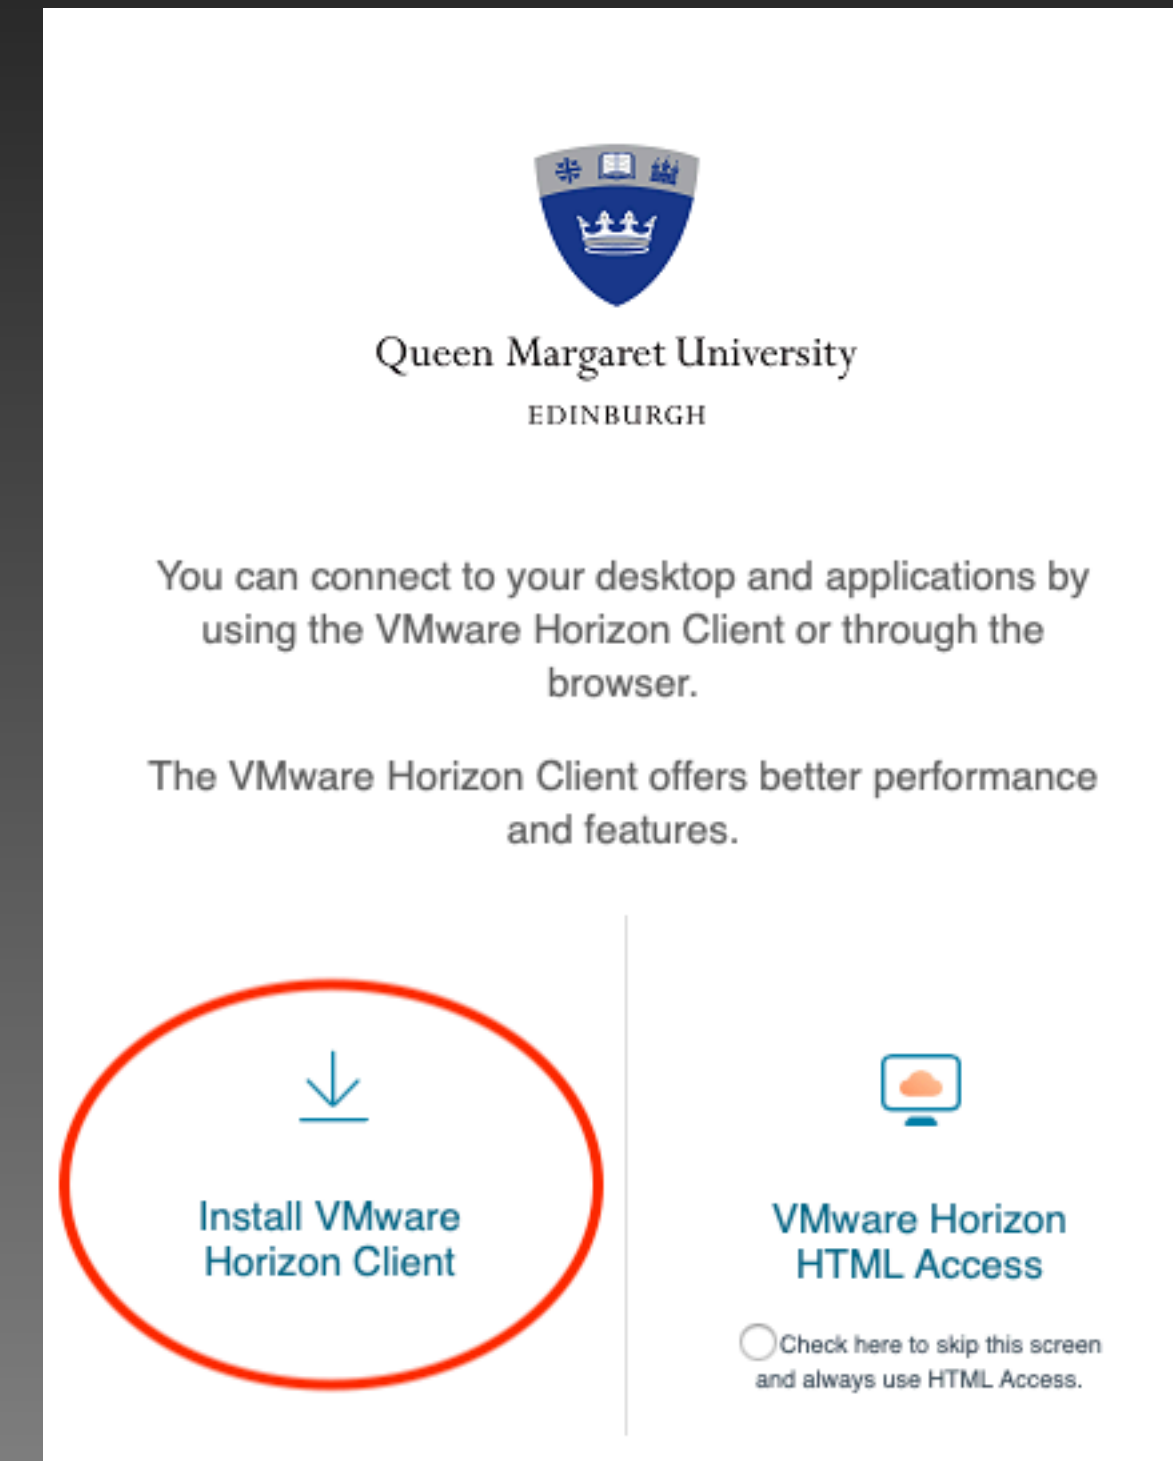 Queen Margaret University
EDINBURGH
You can connect to your desktop and applications by
using the VMware Horizon Client or through the
browser.
The VMware Horizon Client offers better performance
and features.
Install VMware
Horizon Client
VMware Horizon
HTML Access
Check here to skip this screen
and always use HTML Access.